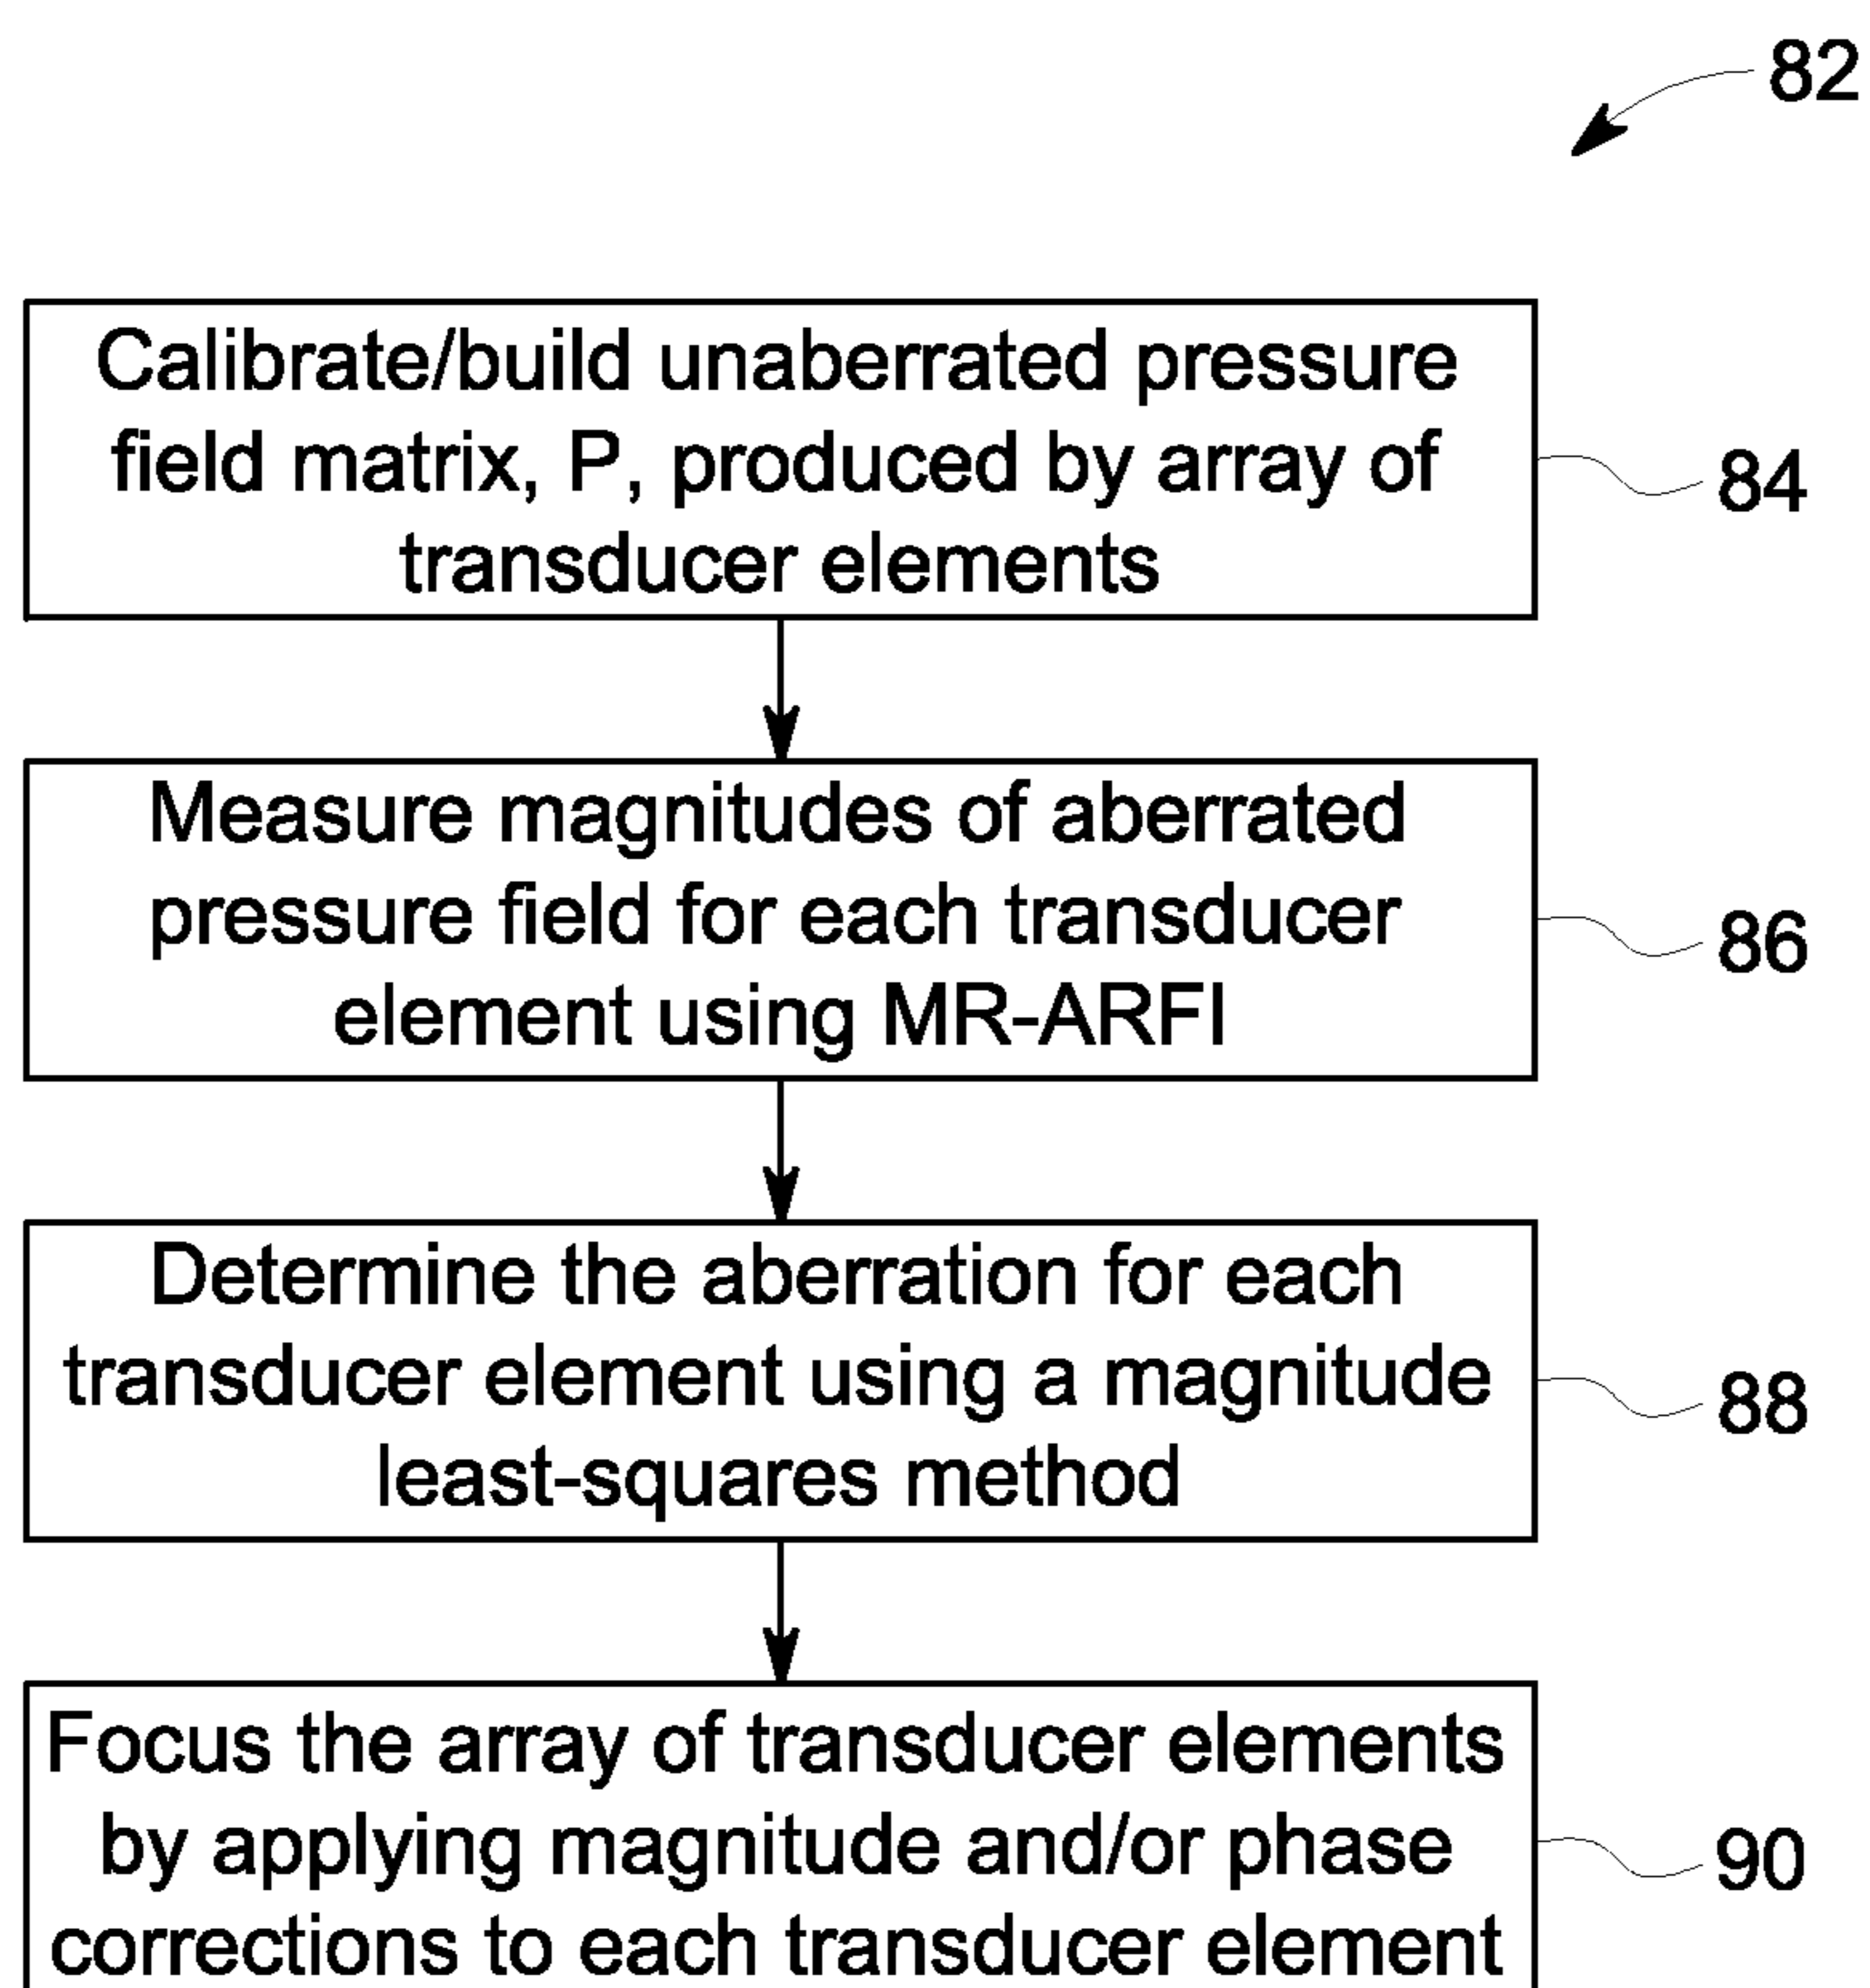 82
Calibrate/build unaberrated pressure
field matrix, P, produced by array of
transducer elements
84
Measure magnitudes of aberrated
pressure field for each transducer
element using MR-ARFI
86
Determine the aberration for each
transducer element using a magnitude
least-squares method
88
Focus the array of transducer elements
by applying magnitude and/or phase
corrections to each transducer element
90